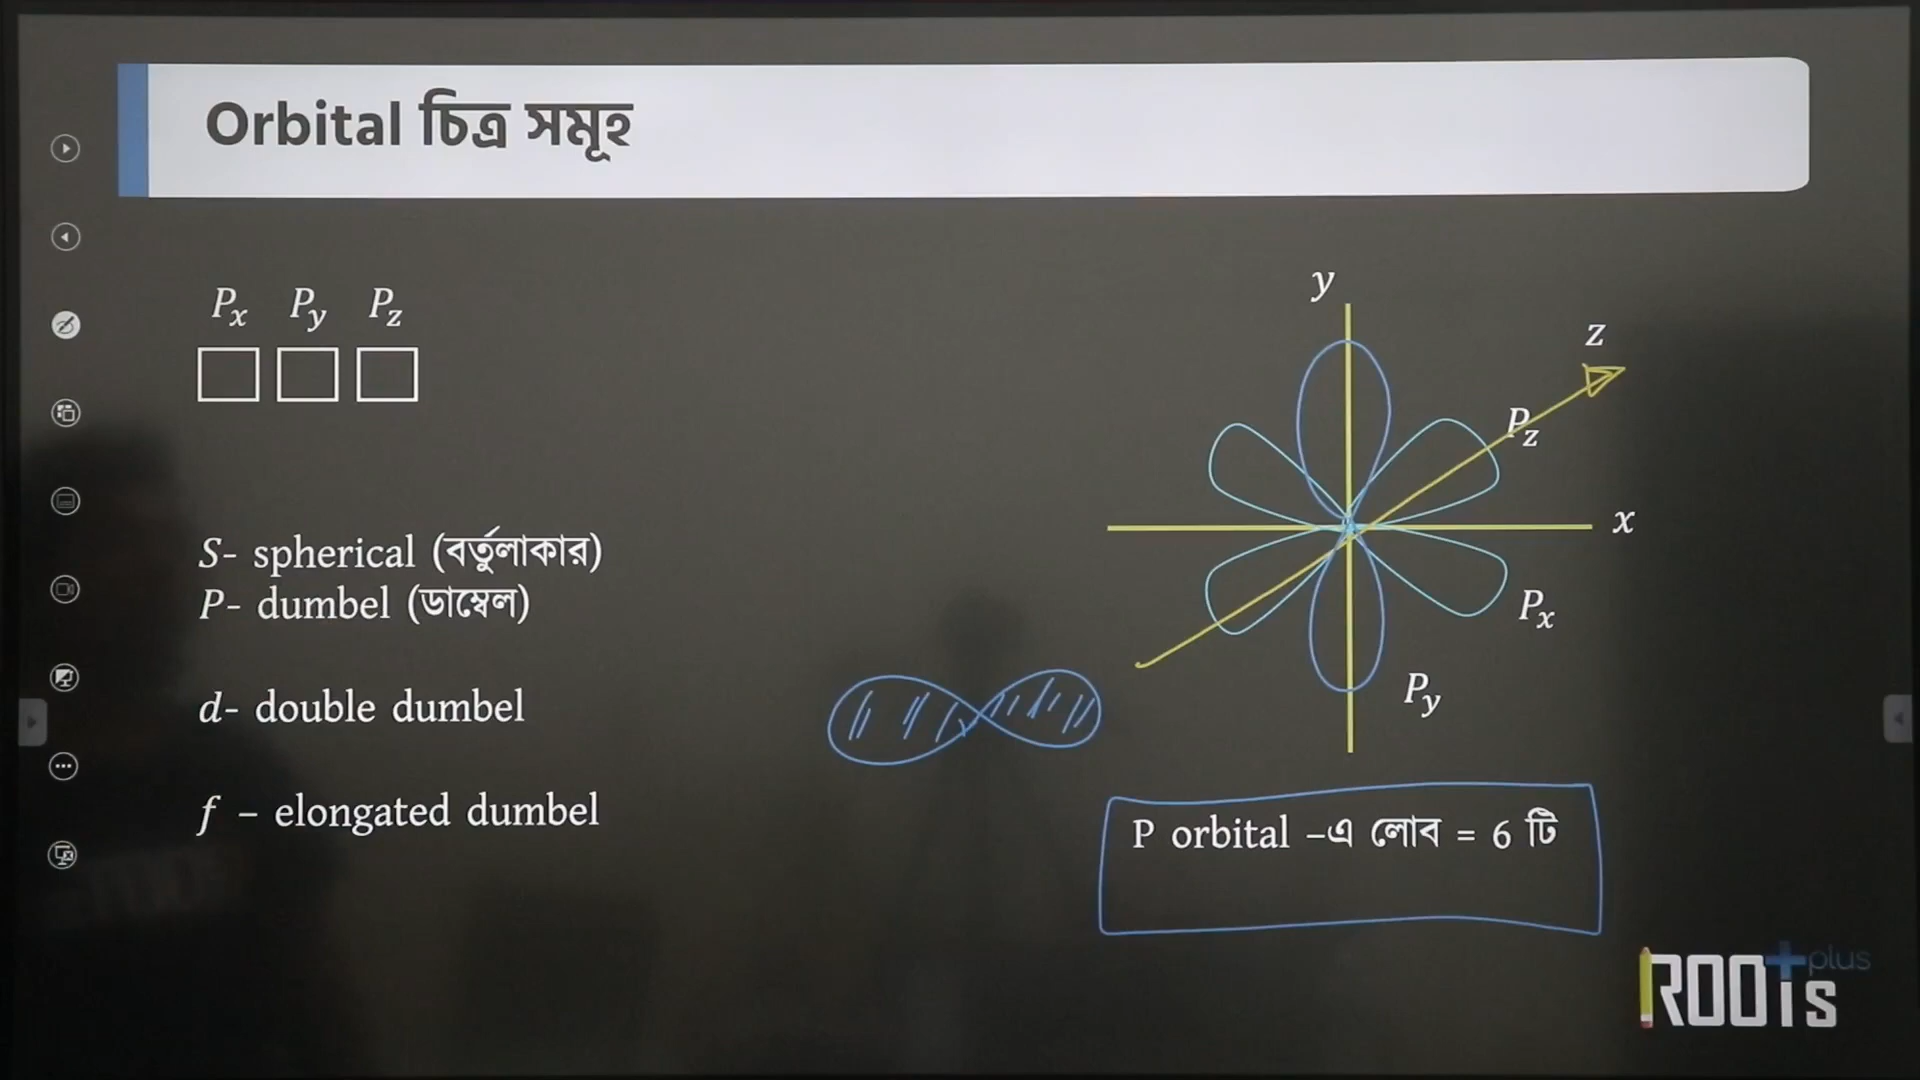 Orbital চিত্র সমূহ
Px Py Pz
S- spherical (বর্তুলাকার)
P- dumbel (ডাম্বেল)
d- double dumbel
f – elongated dumbel
y
z
Pz
x
Px
Py
P orbital –এ লোব = 6 টি
ROOTs plus